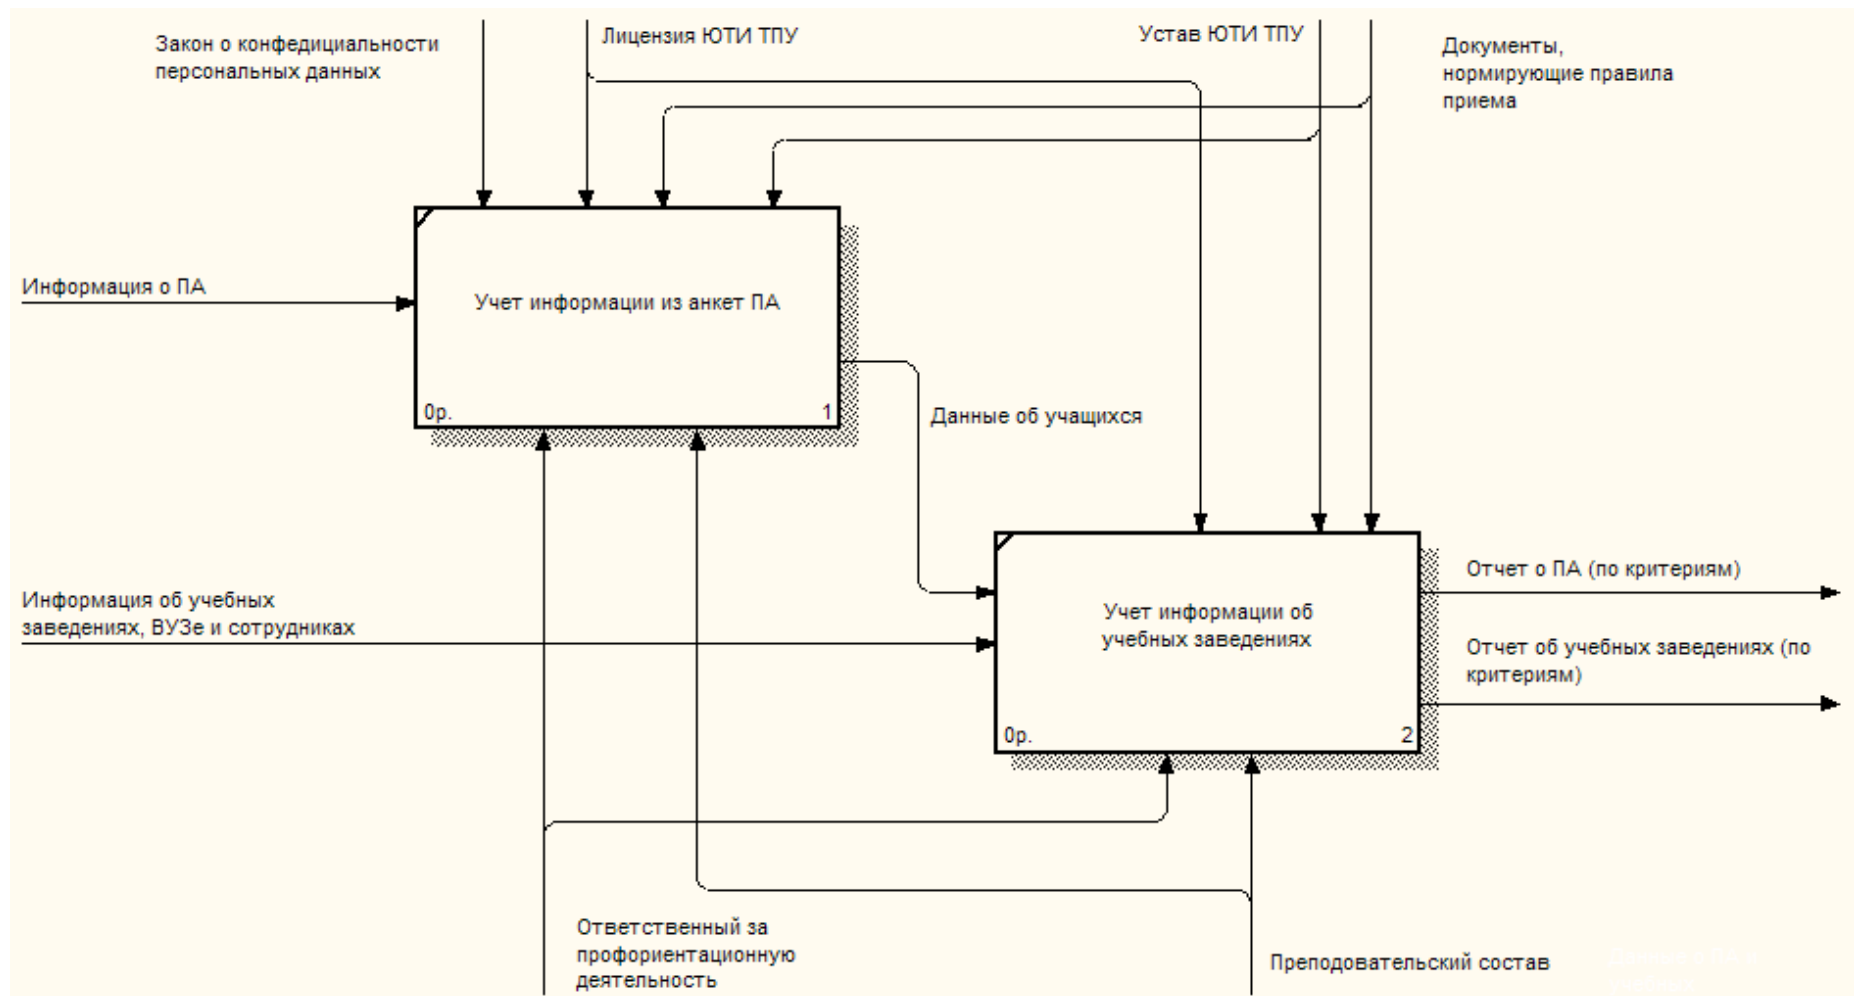 Закон о конфедициальности
персональных данных
Лицензия ЮТИ ТПУ
Устав ЮТИ ТПУ
Документы,
нормирующие правила
приема
Информация о ПА
Учет информации из анкет ПА
0р.
1
Данные об учащихся
Информация об учебных
заведениях, ВУЗе и сотрудниках
Учет информации об
учебных заведениях
0р.
2
Отчет о ПА (по критериям)
Отчет об учебных заведениях (по
критериям)
Ответственный за
профориентационную
деятельность
Преподовательский состав